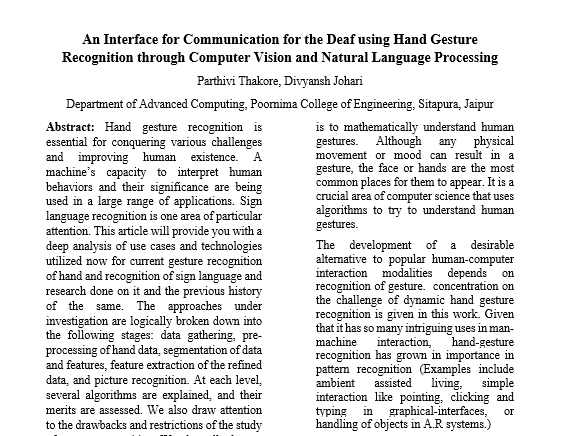 An Interface for Communication for the Deaf using Hand Gesture
Recognition through Computer Vision and Natural Language Processing
Parthivi Thakore, Divyansh Johari
Department of Advanced Computing, Poornima College of Engineering, Sitapura, Jaipur
Abstract: Hand gesture recognition is
essential for conquering various challenges
and improving human existence. A
machine's capacity to interpret human
behaviors and their significance are being
used in a large range of applications. Sign
language recognition is one area of particular
attention. This article will provide you with a
deep analysis of use cases and technologies
utilized now for current gesture recognition
of hand and recognition of sign language and
research done on it and the previous history
of the same. The approaches under
investigation are logically broken down into
the following stages: data gathering, pre-
processing of hand data, segmentation of data
and features, feature extraction of the refined
data, and picture recognition. At each level,
several algorithms are explained, and their
merits are assessed. We also draw attention
to the drawbacks and restrictions of the study
is to mathematically understand human
gestures. Although any physical
movement or mood can result in a
gesture, the face or hands are the most
common places for them to appear. It is a
crucial area of computer science that uses
algorithms to try to understand human
gestures.
The development of a desirable
alternative to popular human-computer
interaction modalities depends on
recognition of gesture. concentration on
the challenge of dynamic hand gesture
recognition is given in this work. Given
that it has so many intriguing uses in man-
machine interaction, hand-gesture
recognition has grown in importance in
pattern recognition (Examples include
ambient assisted living, simple
interaction like pointing, clicking and
typing in graphical-interfaces, or
handling of objects in A.R systems.)